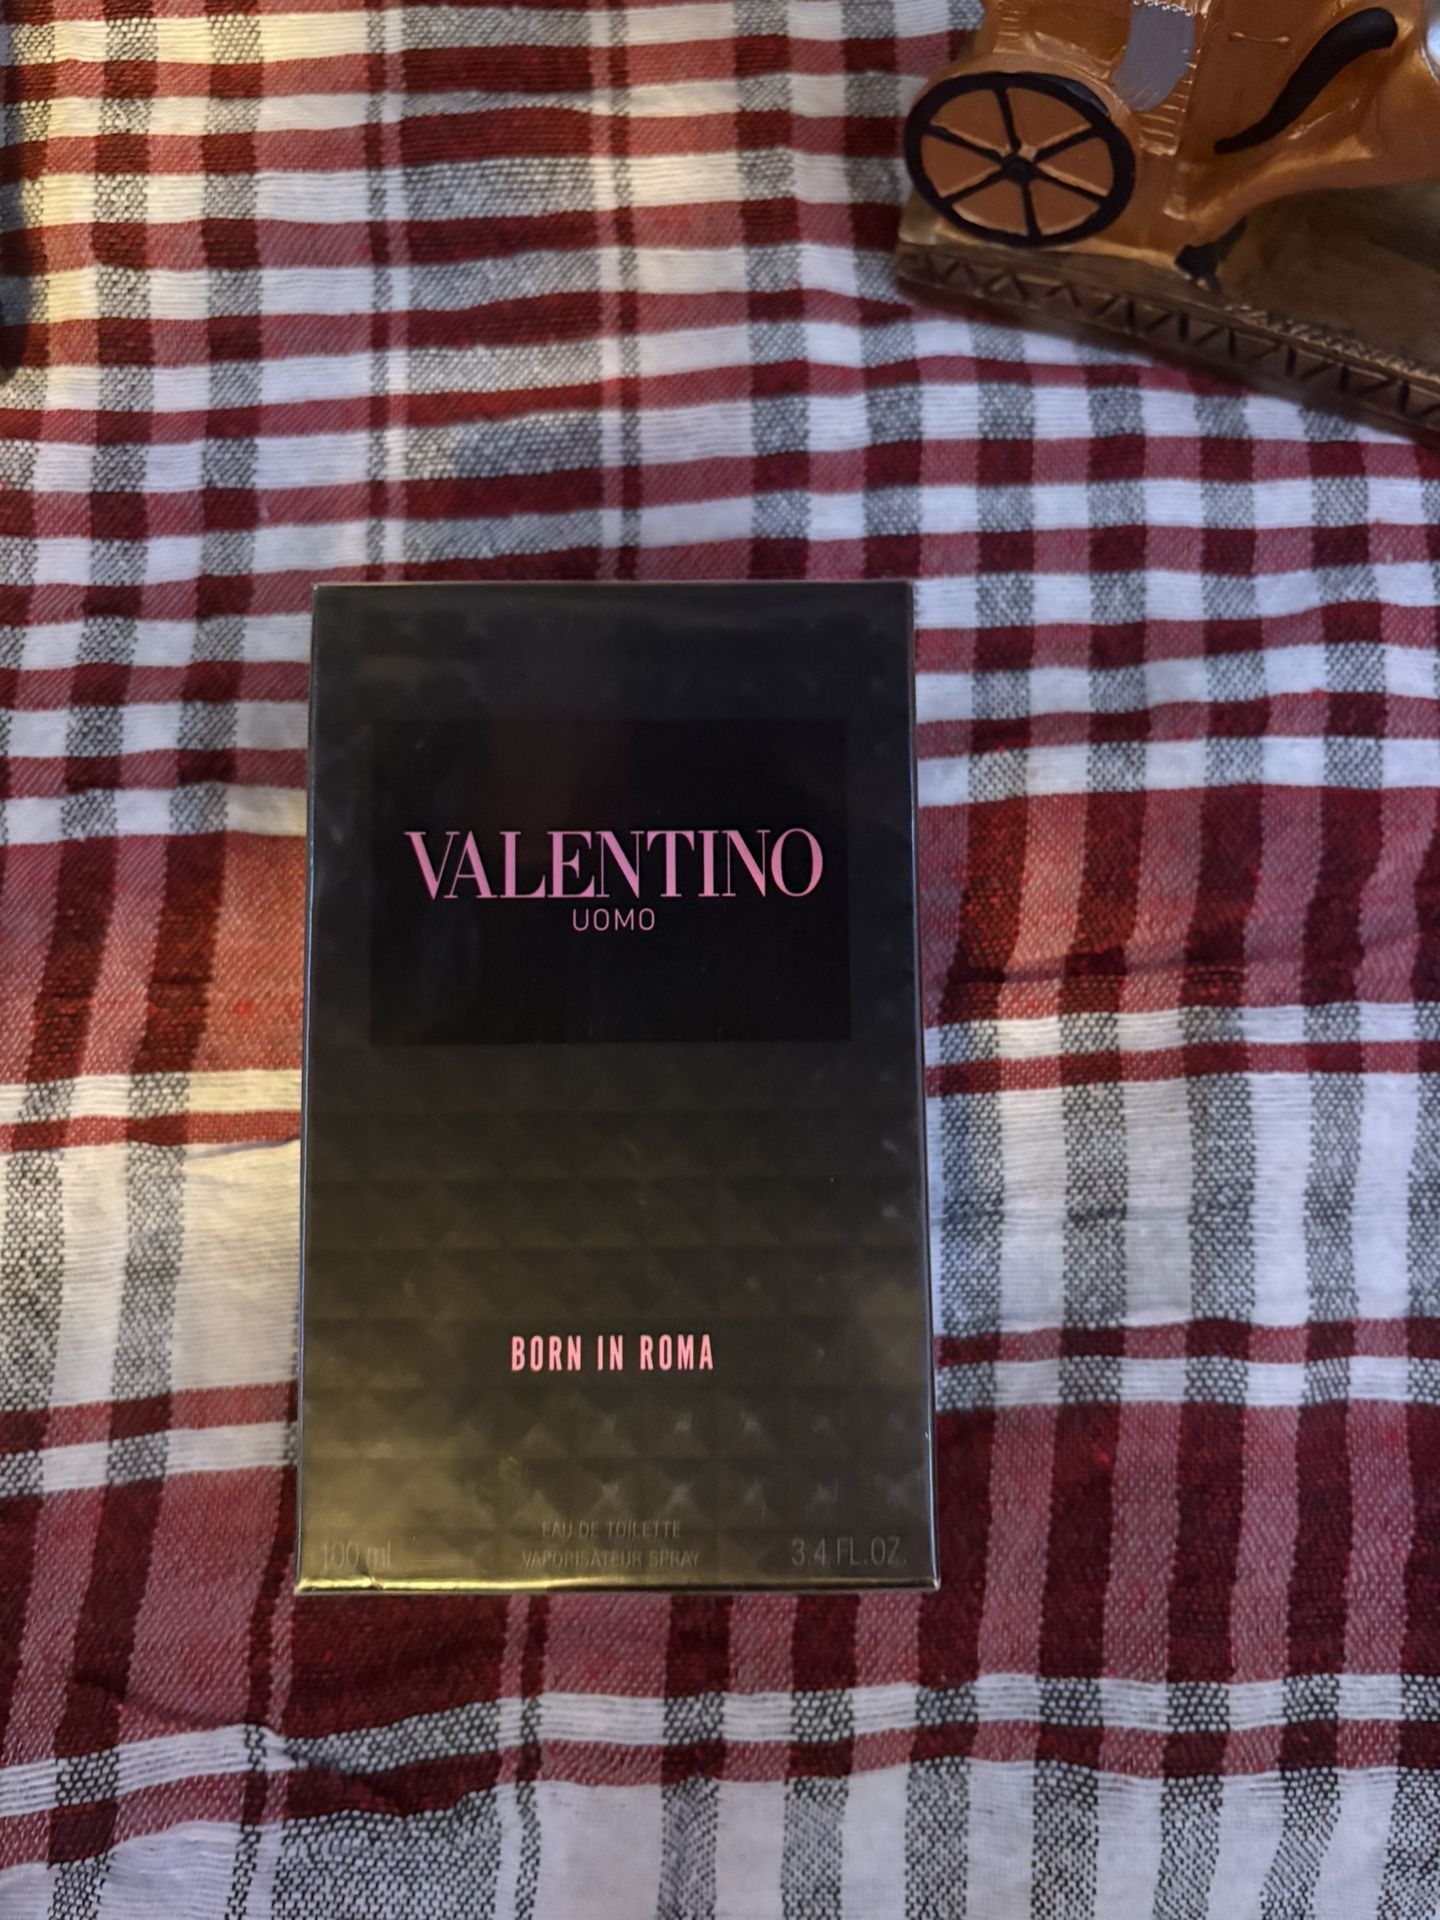 VALENTINO
UOMO
BORN IN ROMA
EAU DE TOILETTE
100 ml VAPORISATEUR SPRAY 3.4 FL.OZ.